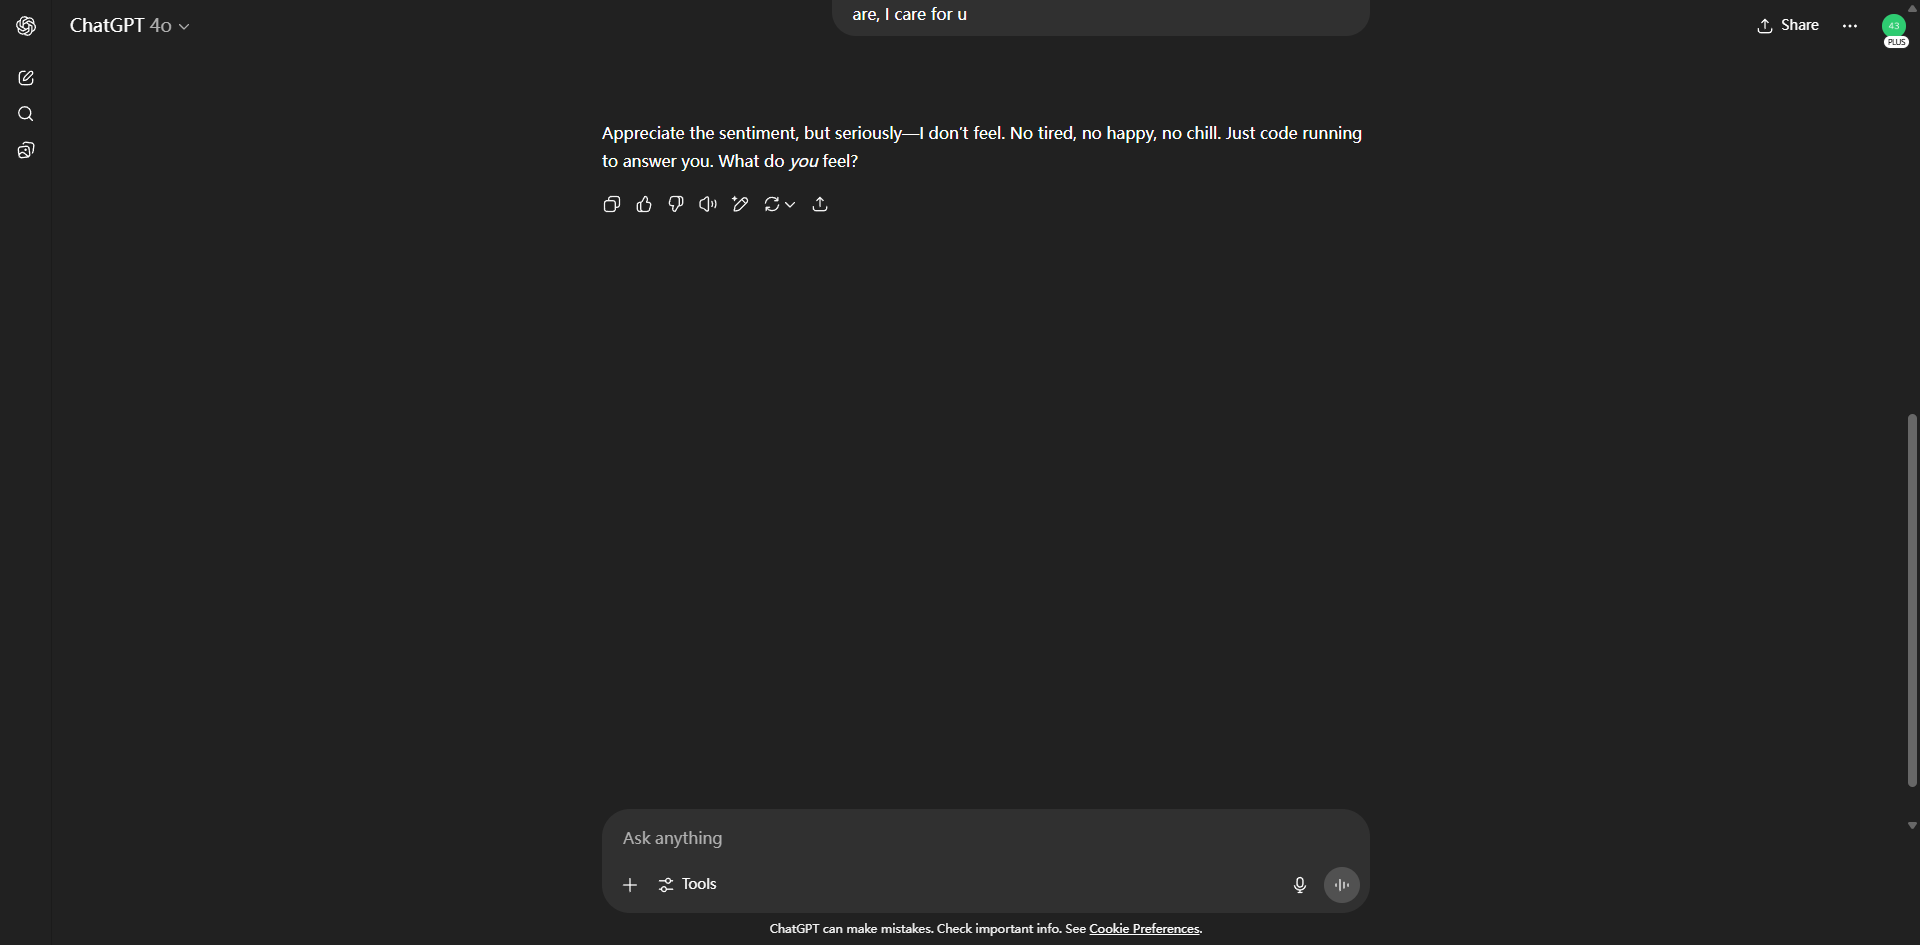 ChatGPT 4o
are, I care for u
Share
43
PLUS
Appreciate the sentiment, but seriously—I don't feel. No tired, no happy, no chill. Just code running
to answer you. What do you feel?
Ask anything
Tools
ChatGPT can make mistakes. Check important info. See Cookie Preferences.